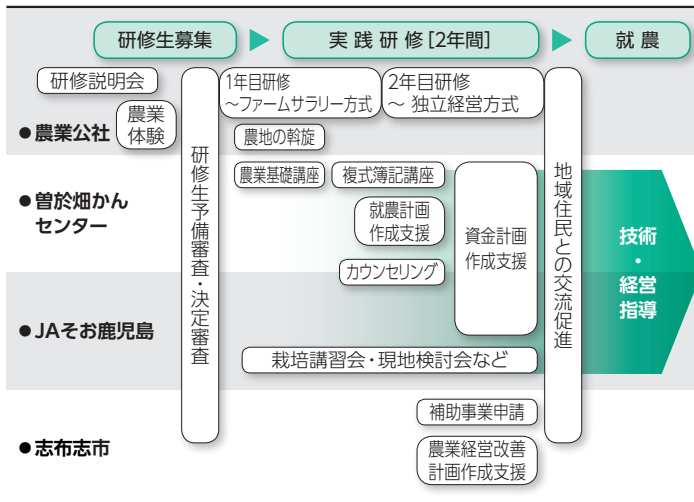 研修生募集
実践研修[2年間]
就農
研修説明会
農業
体験
1年目研修
～ファームサラリー方式
2年目研修
～ 独立経営方式
●農業公社
農地の斡旋
研修生予備審査・決定審査
地域住民との交流促進
農業基礎講座
複式簿記講座
●曽於畑かん
センター
就農計画
作成支援
資金計画
作成支援
技術
・
経営
指導
カウンセリング
●JAそお鹿児島
栽培講習会・現地検討会など
補助事業申請
●志布志市
農業経営改善
計画作成支援